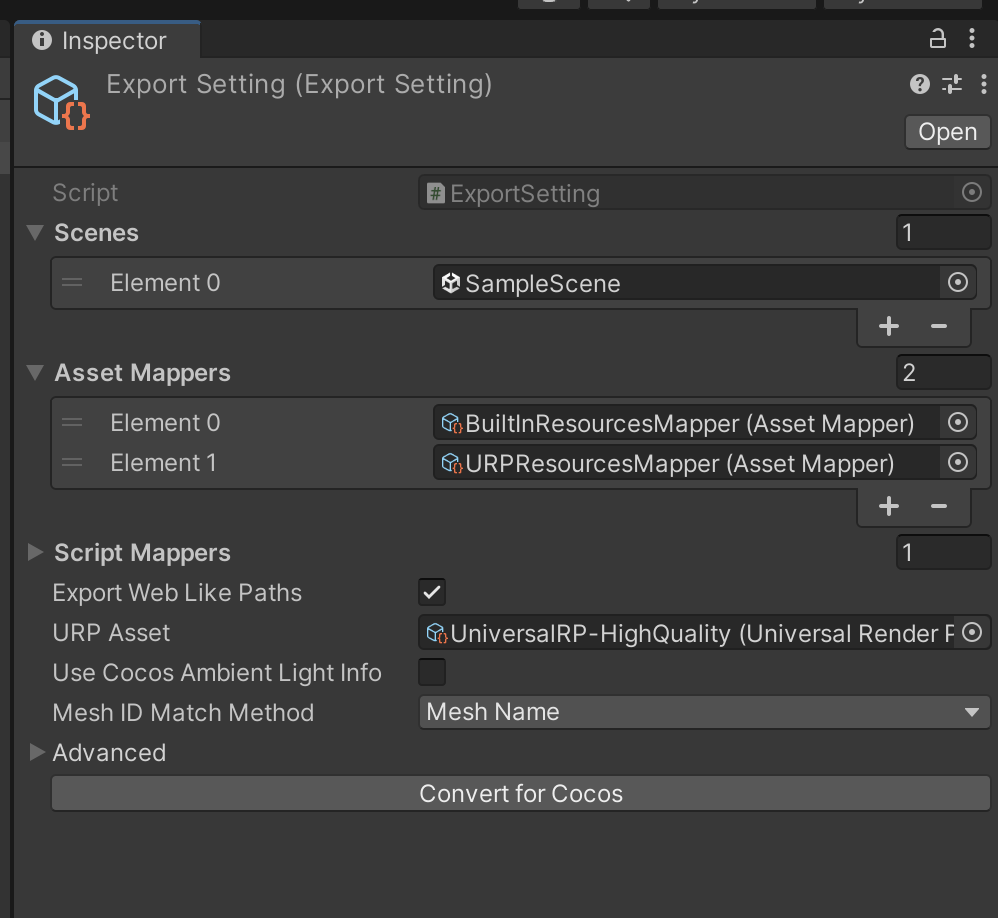 Inspector
Export Setting (Export Setting)
Open
Script
# ExportSetting
Scenes 1
Element 0 SampleScene
+ −
Asset Mappers 2
Element 0 BuiltInResourcesMapper (Asset Mapper)
Element 1 URPResourcesMapper (Asset Mapper)
+ −
Script Mappers 1
Export Web Like Paths
URP Asset UniversalRP-HighQuality (Universal Render
Use Cocos Ambient Light Info
Mesh ID Match Method Mesh Name
Advanced
Convert for Cocos